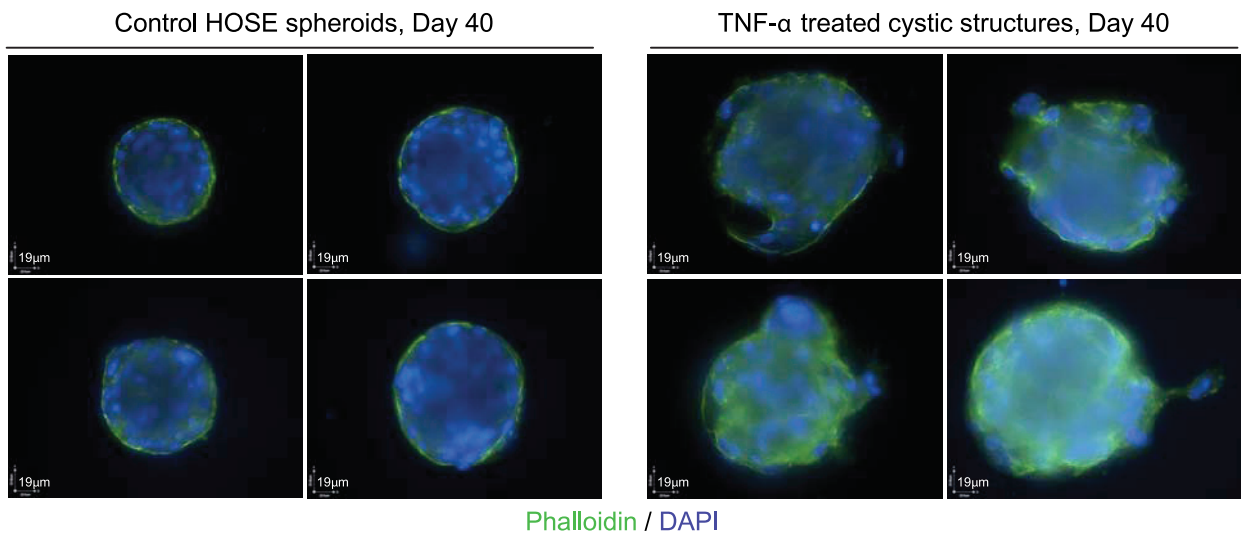 Control HOSE spheroids, Day 40
TNF-α treated cystic structures, Day 40
19µm
19µm
19µm
19µm
19µm
19µm
19µm
19µm
Phalloidin / DAPI